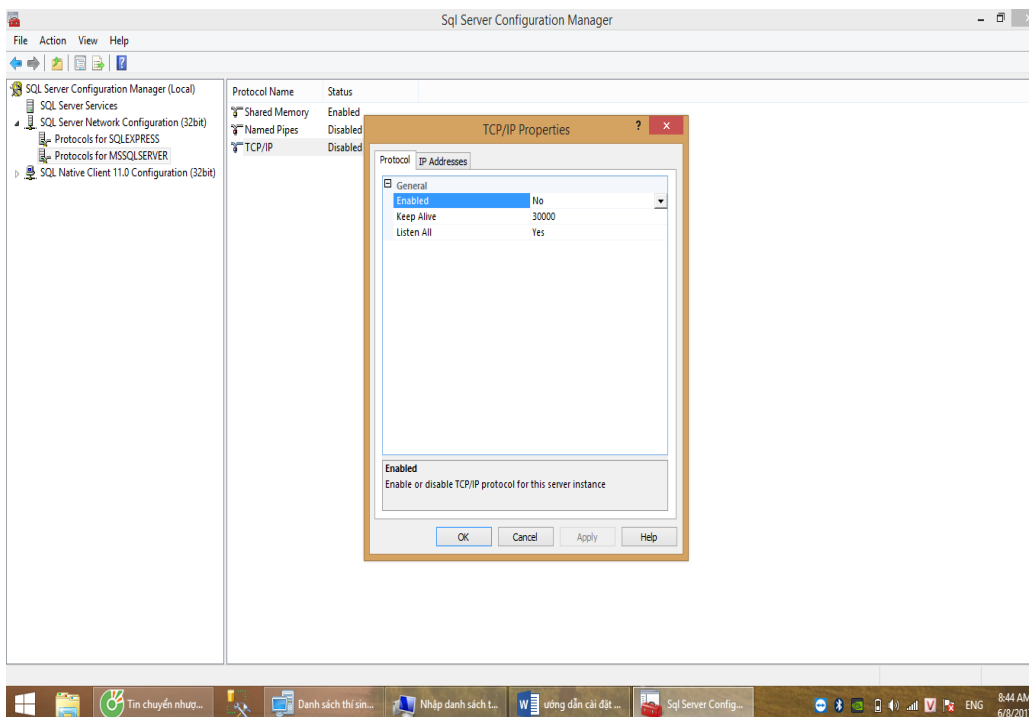 Sql Server Configuration Manager
File Action View Help
SQL Server Configuration Manager (Local)
SQL Server Services
SQL Server Network Configuration (32bit)
Protocols for SQLEXPRESS
Protocols for MSSQLSERVER
SQL Native Client 11.0 Configuration (32bit)
Protocol Name Status
Shared Memory Enabled
Named Pipes Disabled
TCP/IP Disabled
TCP/IP Properties
Protocol IP Addresses
General
Enabled No
Keep Alive 30000
Listen All Yes
Enabled
Enable or disable TCP/IP protocol for this server instance
OK Cancel Apply Help
Tin chuyển nhượ... Danh sách thí sin... Nhập danh sách t... ướng dẫn cài đặt ... Sql Server Config... ENG
8:44 AM
6/8/201